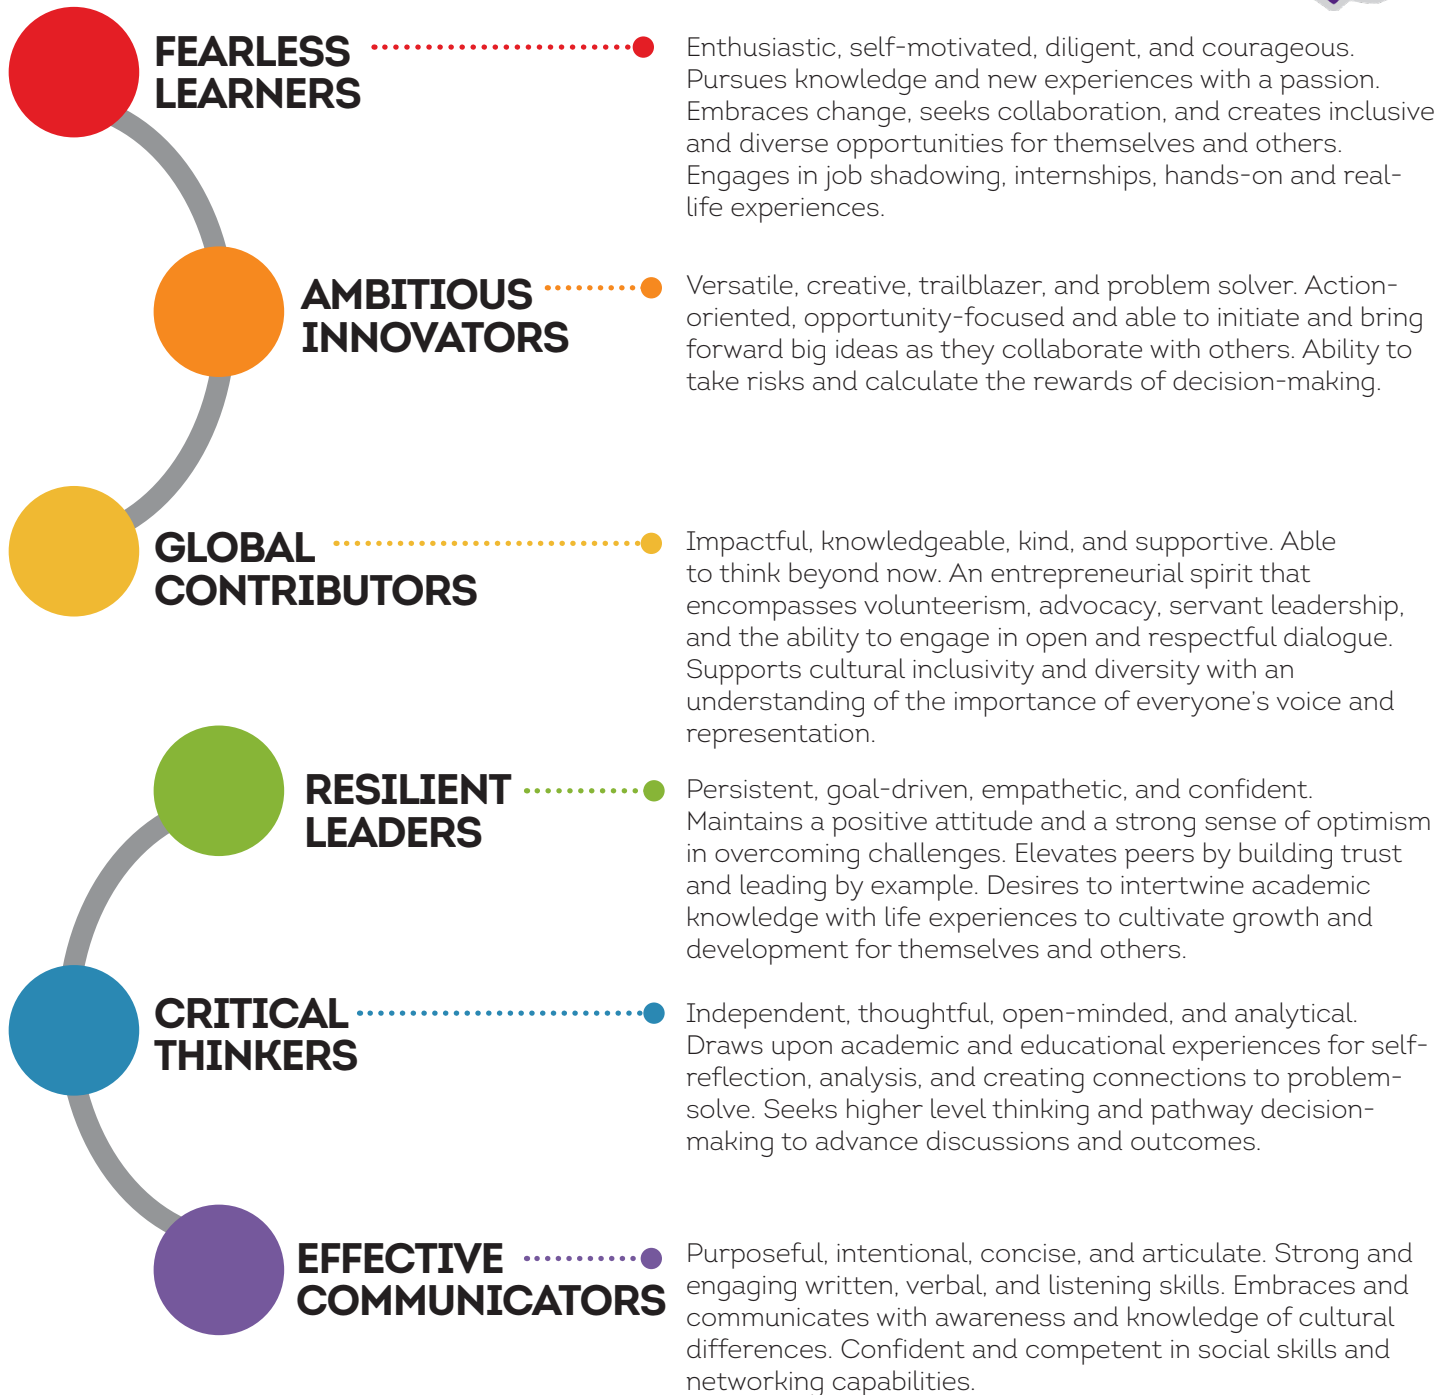 FEARLESS
LEARNERS
Enthusiastic, self-motivated, diligent, and courageous.
Pursues knowledge and new experiences with a passion.
Embraces change, seeks collaboration, and creates inclusive
and diverse opportunities for themselves and others.
Engages in job shadowing, internships, hands-on and real-
life experiences.
AMBITIOUS
INNOVATORS
Versatile, creative, trailblazer, and problem solver. Action-
oriented, opportunity-focused and able to initiate and bring
forward big ideas as they collaborate with others. Ability to
take risks and calculate the rewards of decision-making.
GLOBAL
CONTRIBUTORS
Impactful, knowledgeable, kind, and supportive. Able
to think beyond now. An entrepreneurial spirit that
encompasses volunteerism, advocacy, servant leadership,
and the ability to engage in open and respectful dialogue.
Supports cultural inclusivity and diversity with an
understanding of the importance of everyone's voice and
representation.
RESILIENT
LEADERS
Persistent, goal-driven, empathetic, and confident.
Maintains a positive attitude and a strong sense of optimism
in overcoming challenges. Elevates peers by building trust
and leading by example. Desires to intertwine academic
knowledge with life experiences to cultivate growth and
development for themselves and others.
CRITICAL
THINKERS
Independent, thoughtful, open-minded, and analytical.
Draws upon academic and educational experiences for self-
reflection, analysis, and creating connections to problem-
solve. Seeks higher level thinking and pathway decision-
making to advance discussions and outcomes.
EFFECTIVE
COMMUNICATORS
Purposeful, intentional, concise, and articulate. Strong and
engaging written, verbal, and listening skills. Embraces and
communicates with awareness and knowledge of cultural
differences. Confident and competent in social skills and
networking capabilities.